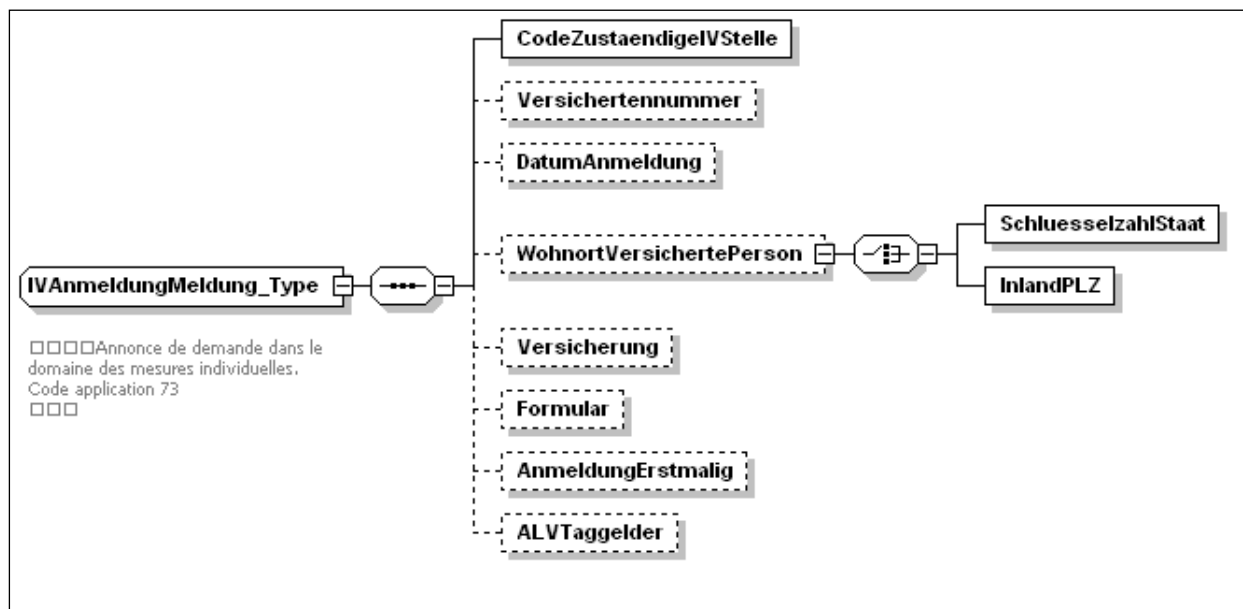 CodeZustaendigeIVStelle
Versichertennummer
DatumAnmeldung
SchluesselzahlStaat
WohnortVersichertePerson
InlandPLZ
IVAnmeldungMeldung_Type
□□□□Annonce de demande dans le
domaine des mesures individuelles.
Code application 73
□□□
Versicherung
Formular
AnmeldungErstmalig
ALVTaggelder